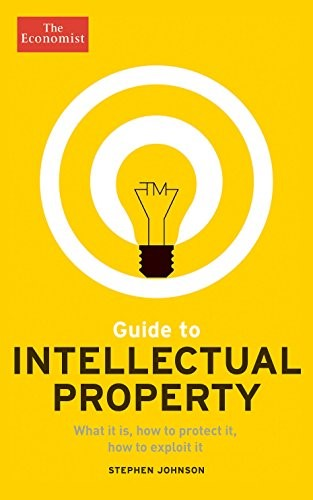 The
Economist
TM
Guide to
INTELLECTUAL
PROPERTY
What it is, how to protect it,
how to exploit it
STEPHEN JOHNSON